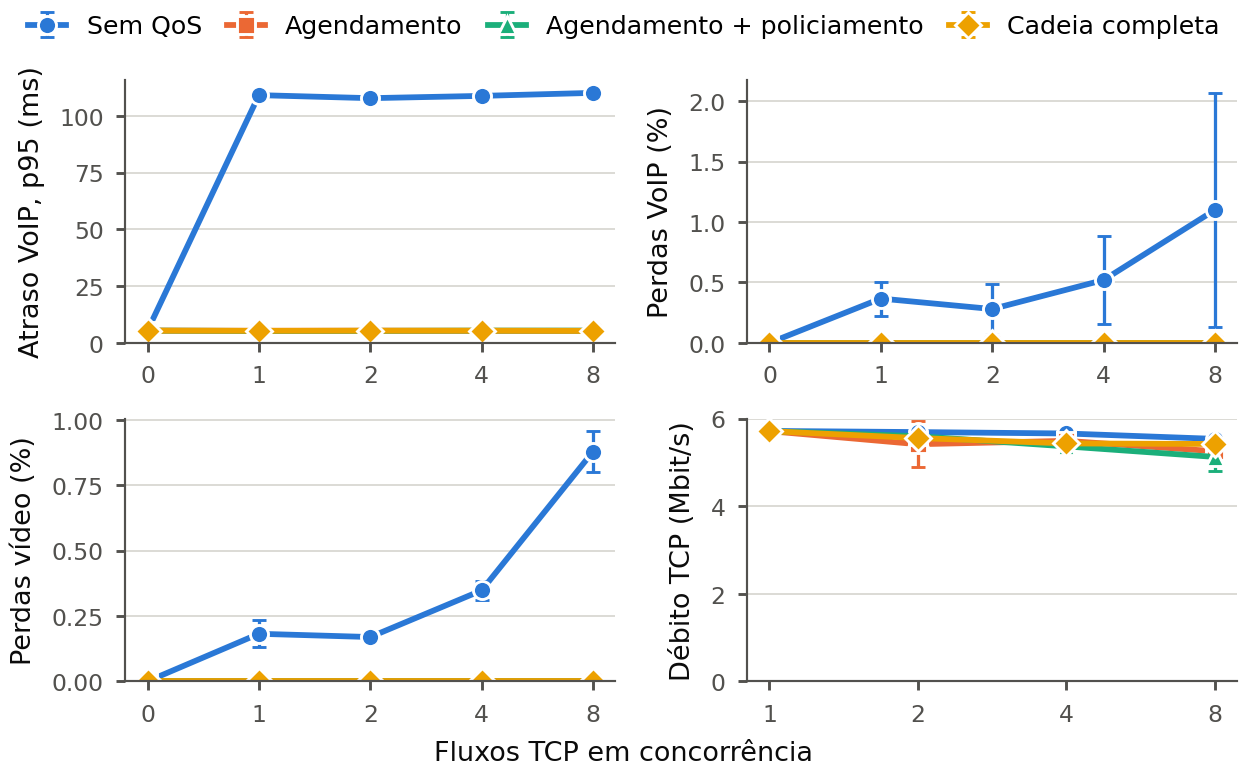 Sem QoS Agendamento Agendamento + policiamento Cadeia completa
Atraso VoIP, p95 (ms)
100
75
50
25
0
0 1 2 4 8
Perdas VoIP (%)
2.0
1.5
1.0
0.5
0.0
0 1 2 4 8
Perdas vídeo (%)
1.00
0.75
0.50
0.25
0.00
0 1 2 4 8
Débito TCP (Mbit/s)
6
4
2
0
1 2 4 8
Fluxos TCP em concorrência